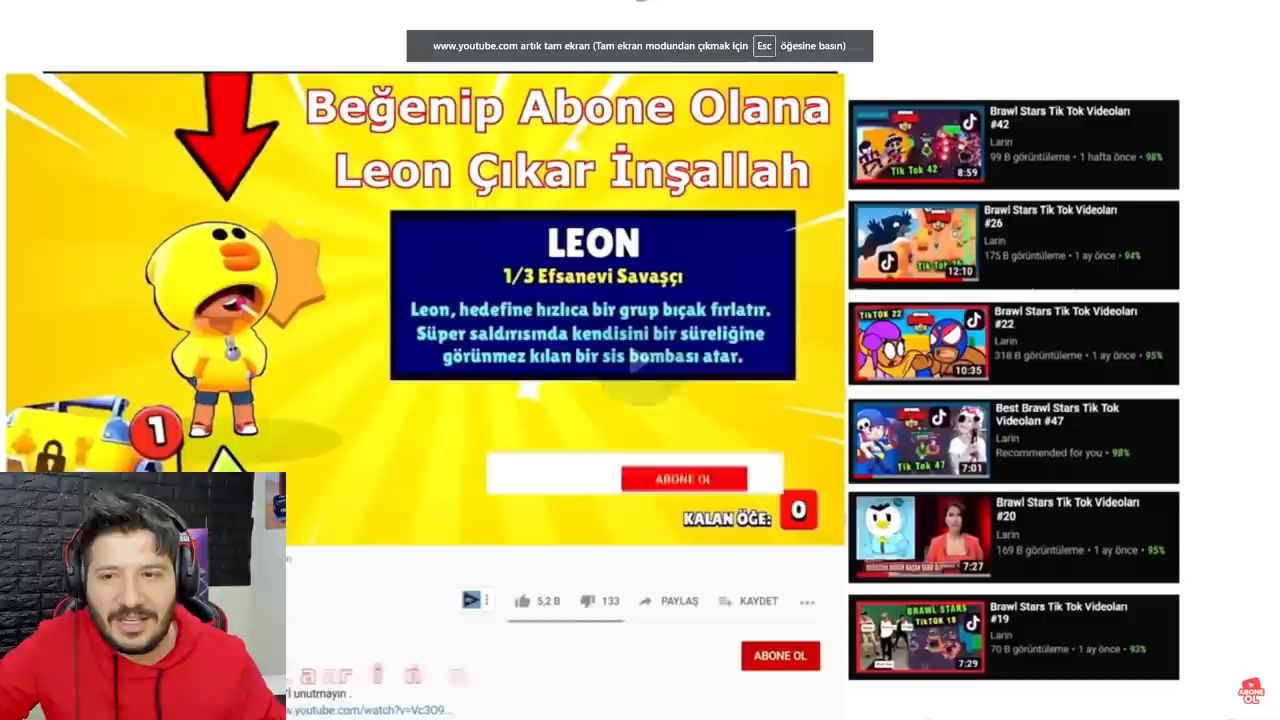 www.youtube.com artık tam ekran (Tam ekran modundan çıkmak için Esc öğesine basın)
Beğenip Abone Olana
Leon Çıkar İnşallah
LEON
1/3 Efsanevi Savaşçı
Leon, hedefine hızlıca bir grup bıçak fırlatır.
Süper saldırısında kendisini bir süreliğine
görünmez kılan bir sis bombası atar.
1
ABONE OL
KALAN ÖĞE: 0
5,2 B 133 PAYLAŞ KAYDET
ABONE OL
unutmayın .
w.youtube.com/watch?v=Vc3O9...
Tik Tok 42
8:59
Brawl Stars Tik Tok Videoları
#42
Larin
99 B görüntüleme • 1 hafta önce • 98%
12:10
Brawl Stars Tik Tok Videoları
#26
Larin
175 B görüntüleme • 1 ay önce • 94%
TikTOK 22
10:35
Brawl Stars Tik Tok Videoları
#22
Larin
318 B görüntüleme • 1 ay önce • 95%
Tik Tok 47
7:01
Best Brawl Stars Tik Tok
Videoları #47
Larin
Recommended for you • 98%
7:27
Brawl Stars Tik Tok Videoları
#20
Larin
169 B görüntüleme • 1 ay önce • 95%
BRAWL STARS
TikTOK 19
7:29
Brawl Stars Tik Tok Videoları
#19
Larin
70 B görüntüleme • 1 ay önce • 93%
ABONE
OL